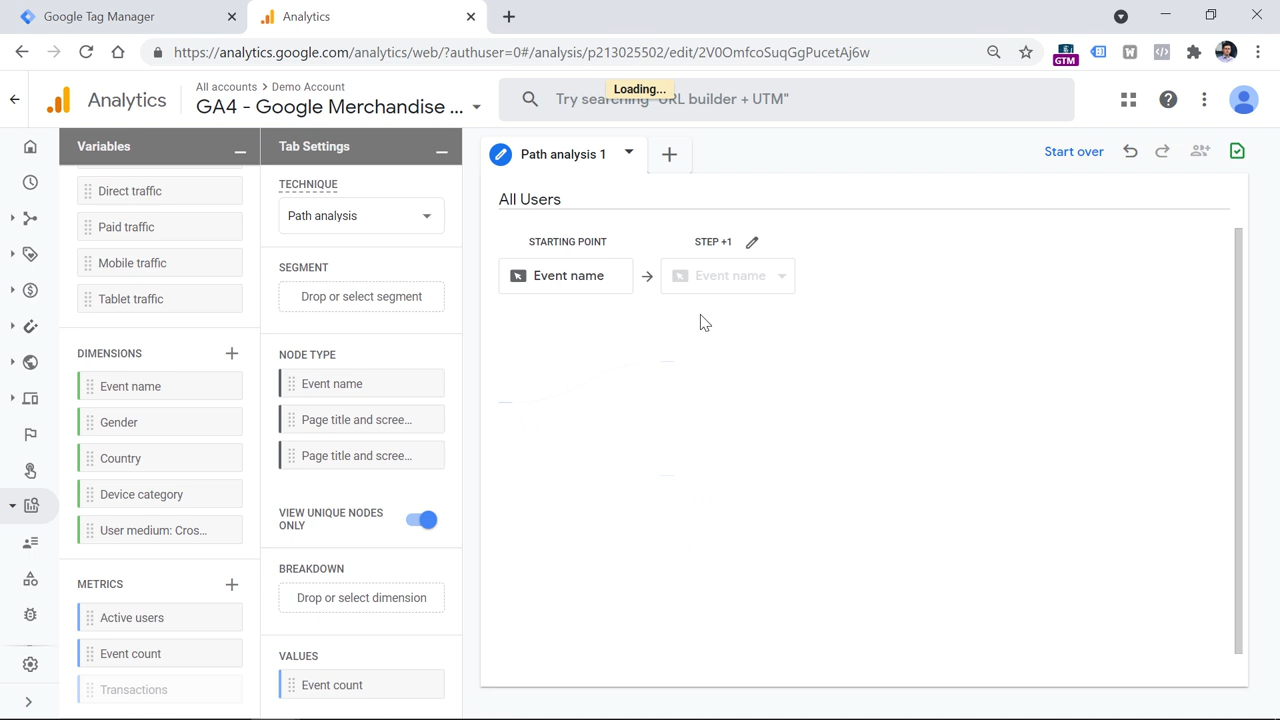 Google Tag Manager
Analytics
https://analytics.google.com/analytics/web/?authuser=0#/analysis/p213025502/edit/2V0OmfcoSuqGgPucetAj6w
GTM
Analytics
All accounts > Demo Account
GA4 - Google Merchandise ...
Try searching "URL builder + UTM"
Loading...
Variables
Direct traffic
Paid traffic
Mobile traffic
Tablet traffic
DIMENSIONS
Event name
Gender
Country
Device category
User medium: Cros...
METRICS
Active users
Event count
Transactions
Tab Settings
TECHNIQUE
Path analysis
SEGMENT
Drop or select segment
NODE TYPE
Event name
Page title and scree...
Page title and scree...
VIEW UNIQUE NODES
ONLY
BREAKDOWN
Drop or select dimension
VALUES
Event count
Path analysis 1
Start over
All Users
STARTING POINT
STEP +1
Event name
Event name